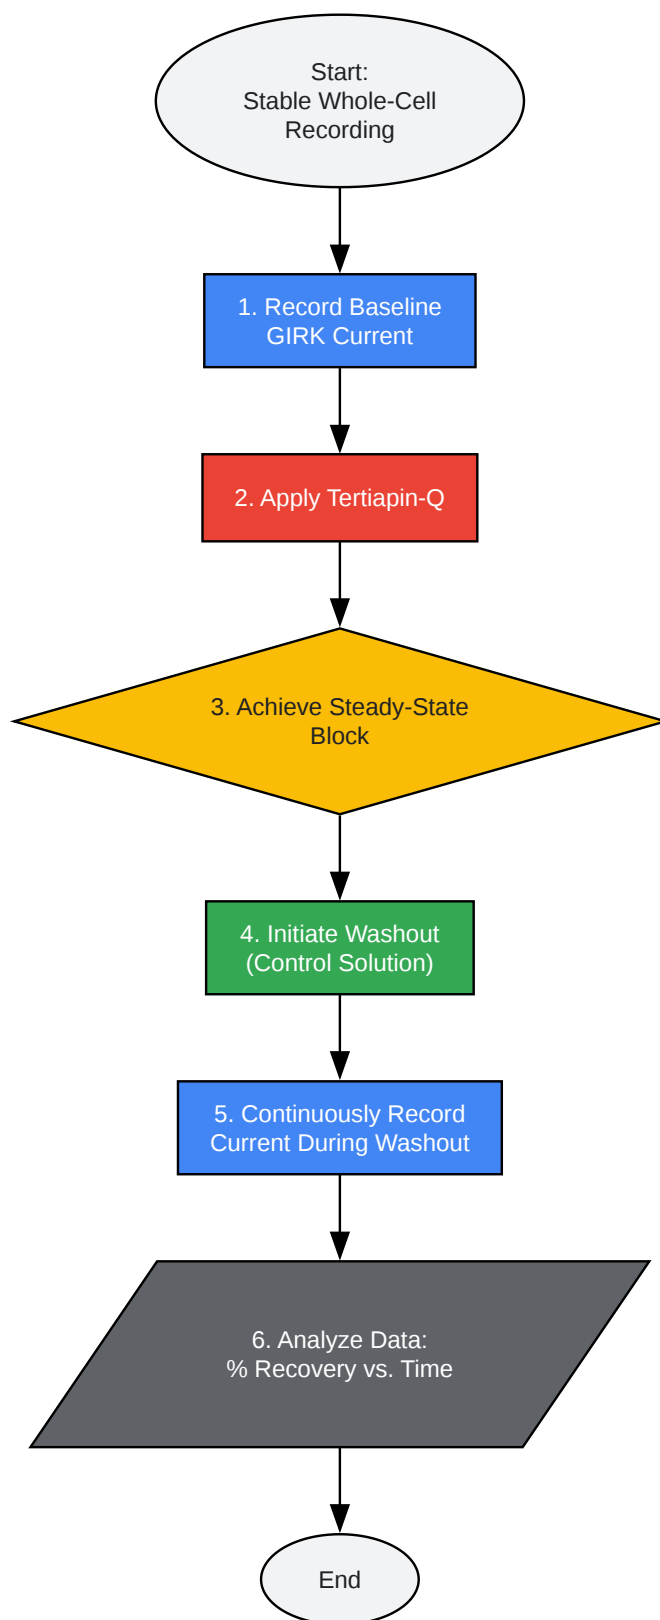 Start:
Stable Whole-Cell
Recording
1. Record Baseline
GIRK Current
2. Apply Tertiapin-Q
3. Achieve Steady-State
Block
4. Initiate Washout
(Control Solution)
5. Continuously Record
Current During Washout
6. Analyze Data:
% Recovery vs. Time
End